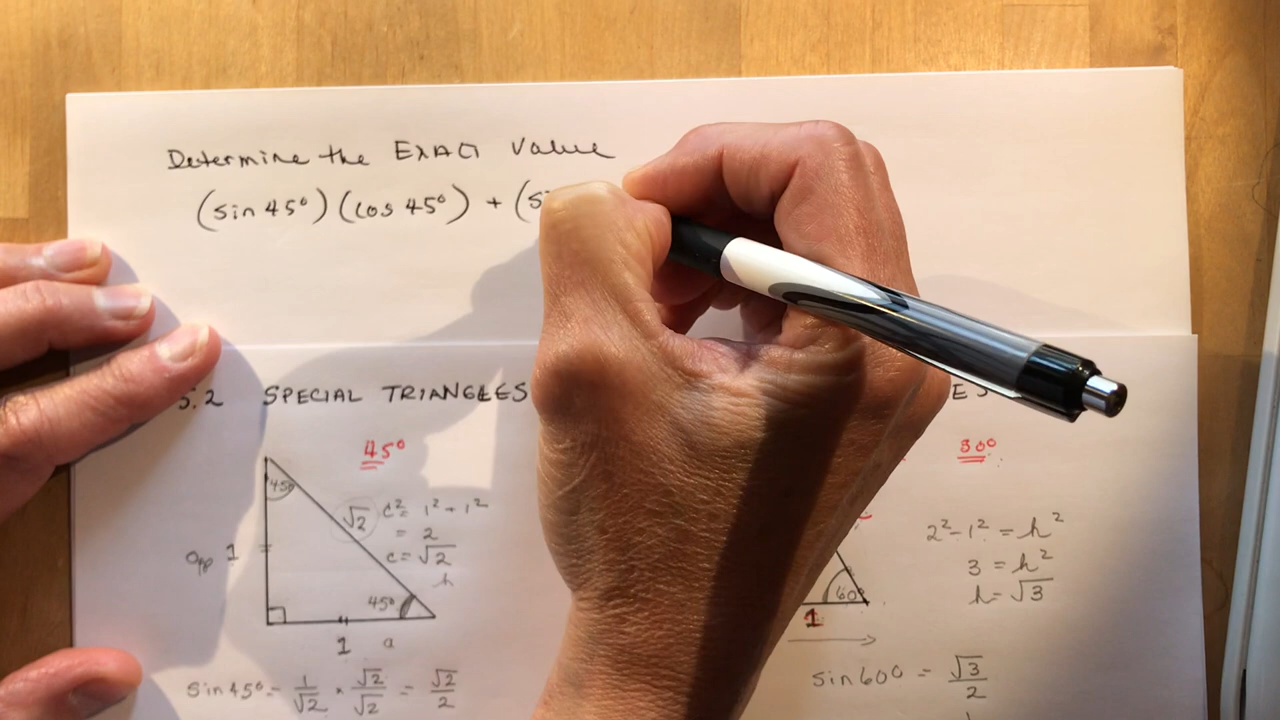 Determine the EXACT Value
(sin 45°) (cos 45°) + (s
5.2 SPECIAL TRIANGLES
ES
45°
45°
√2
c² = 1² + 1²
= 2
c = √2
h
opp 1
45°
1 a
sin 45° = 1/√2 × √2/√2 = √2/2
30°
2² - 1² = h²
3 = h²
h = √3
60°
1
sin 60° = √3/2
1